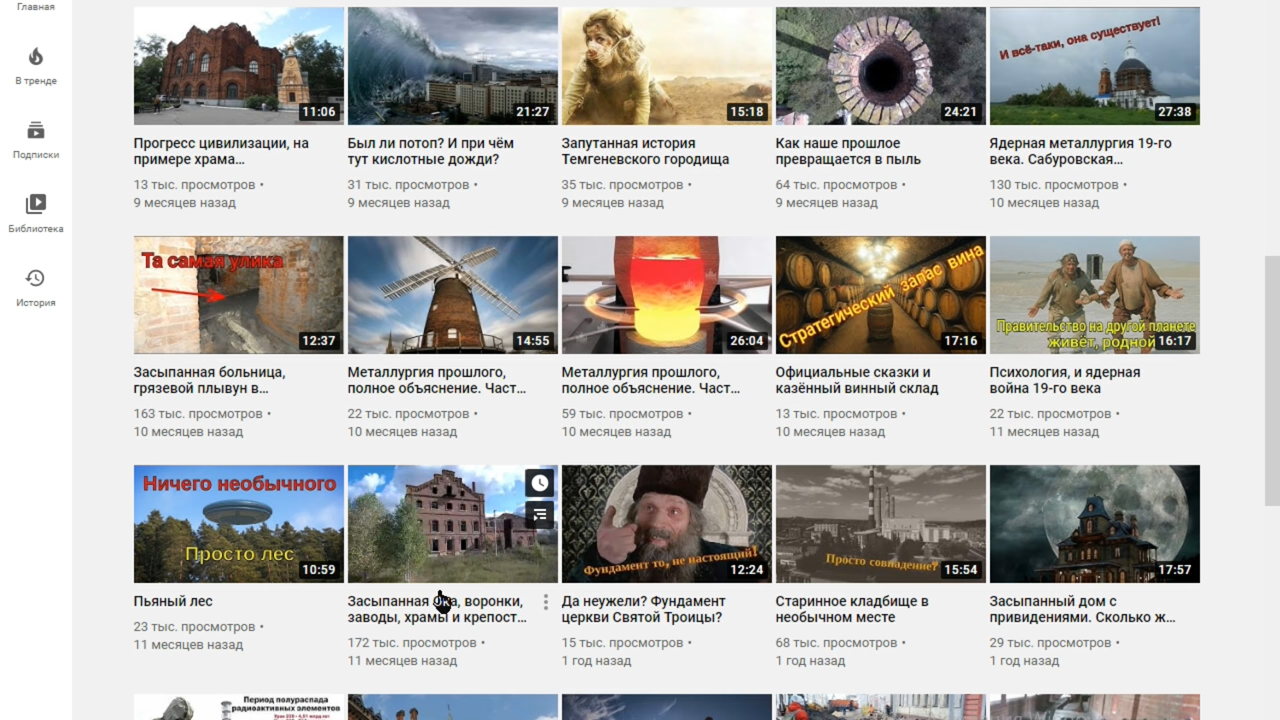 Главная
В тренде
Подписки
Библиотека
История
И всё-таки, она существует!
11:06
21:27
15:18
24:21
27:38
Прогресс цивилизации, на
примере храма…
13 тыс. просмотров •
9 месяцев назад
Был ли потоп? И при чём
тут кислотные дожди?
31 тыс. просмотров •
9 месяцев назад
Запутанная история
Темгеневского городища
35 тыс. просмотров •
9 месяцев назад
Как наше прошлое
превращается в пыль
64 тыс. просмотров •
9 месяцев назад
Ядерная металлургия 19-го
века. Сабуровская…
130 тыс. просмотров •
10 месяцев назад
Та самая улика
12:37
14:55
26:04
Стратегический запас вина
17:16
Правительство на другой планете
живёт, родной
16:17
Засыпанная больница,
грязевой плывун в…
163 тыс. просмотров •
10 месяцев назад
Металлургия прошлого,
полное объяснение. Част…
22 тыс. просмотров •
10 месяцев назад
Металлургия прошлого,
полное объяснение. Част…
59 тыс. просмотров •
10 месяцев назад
Официальные сказки и
казённый винный склад
13 тыс. просмотров •
10 месяцев назад
Психология, и ядерная
война 19-го века
22 тыс. просмотров •
11 месяцев назад
Ничего необычного
Просто лес
10:59
Фундамент то, не настоящий!
12:24
Просто совпадение?
15:54
17:57
Пьяный лес
23 тыс. просмотров •
11 месяцев назад
Засыпанная воронки,
заводы, храмы и крепост…
172 тыс. просмотров •
11 месяцев назад
Да неужели? Фундамент
церкви Святой Троицы?
15 тыс. просмотров •
1 год назад
Старинное кладбище в
необычном месте
68 тыс. просмотров •
1 год назад
Засыпанный дом с
привидениями. Сколько ж…
29 тыс. просмотров •
1 год назад
Период полураспада
радиоактивных элементов